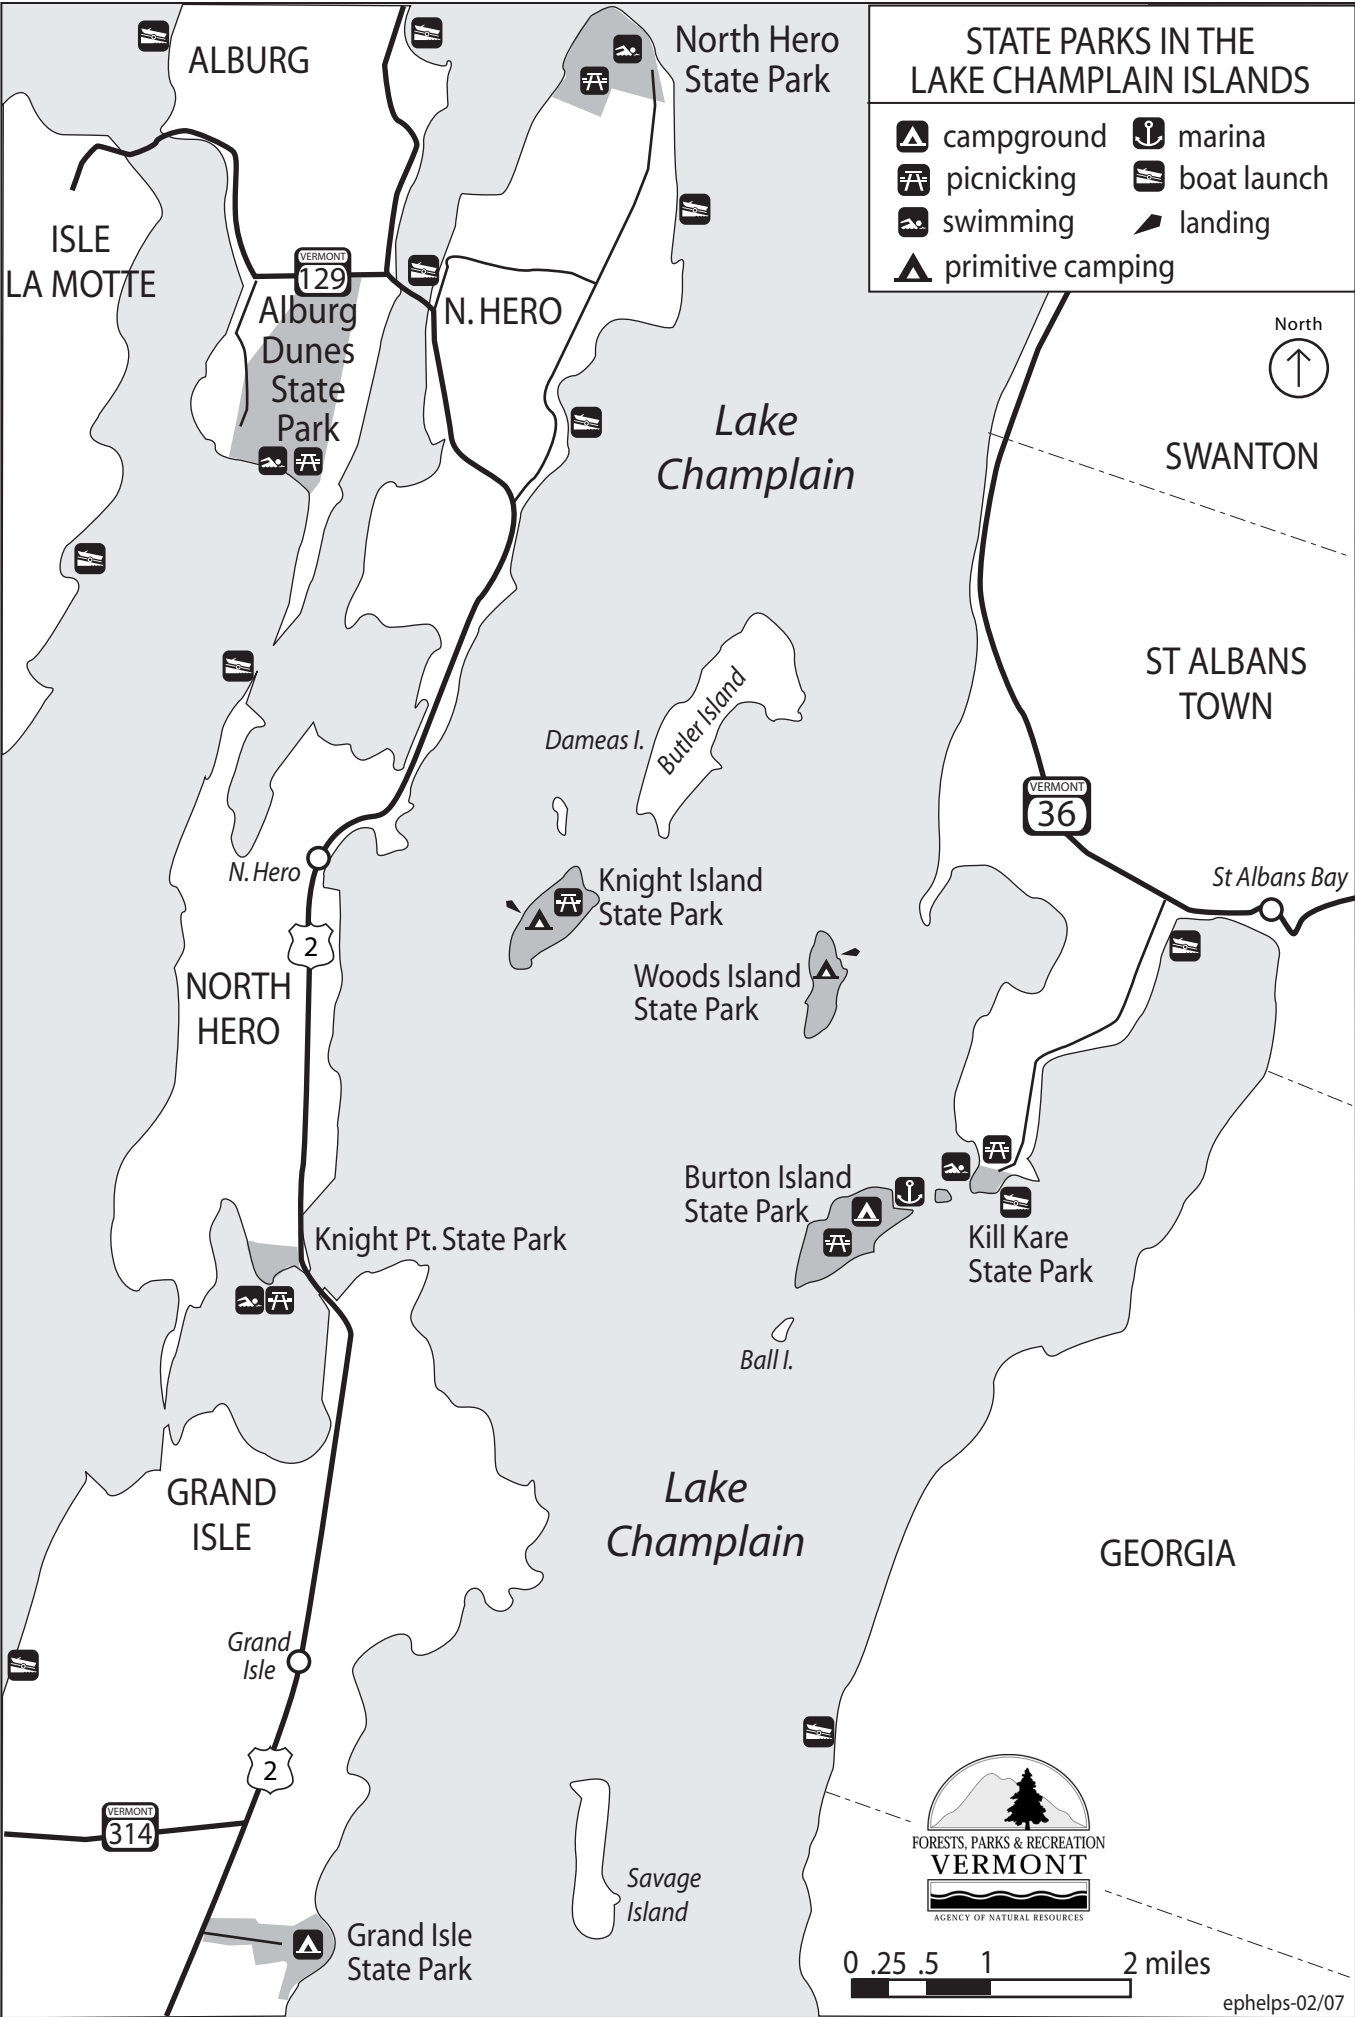 STATE PARKS IN THE
LAKE CHAMPLAIN ISLANDS
campground
marina
picnicking
boat launch
swimming
landing
primitive camping
North
ALBURG
North Hero
State Park
ISLE
LA MOTTE
VERMONT
129
Alburg
Dunes
State
Park
N. HERO
Lake
Champlain
SWANTON
ST ALBANS
TOWN
Butler Island
Dameas I.
VERMONT
36
St Albans Bay
N. Hero
Knight Island
State Park
2
Woods Island
State Park
NORTH
HERO
Burton Island
State Park
Kill Kare
State Park
Knight Pt. State Park
Ball I.
GRAND
ISLE
Lake
Champlain
GEORGIA
Grand
Isle
2
VERMONT
314
Savage
Island
FORESTS, PARKS & RECREATION
VERMONT
AGENCY OF NATURAL RESOURCES
Grand Isle
State Park
0 .25 .5 1 2 miles
ephelps-02/07